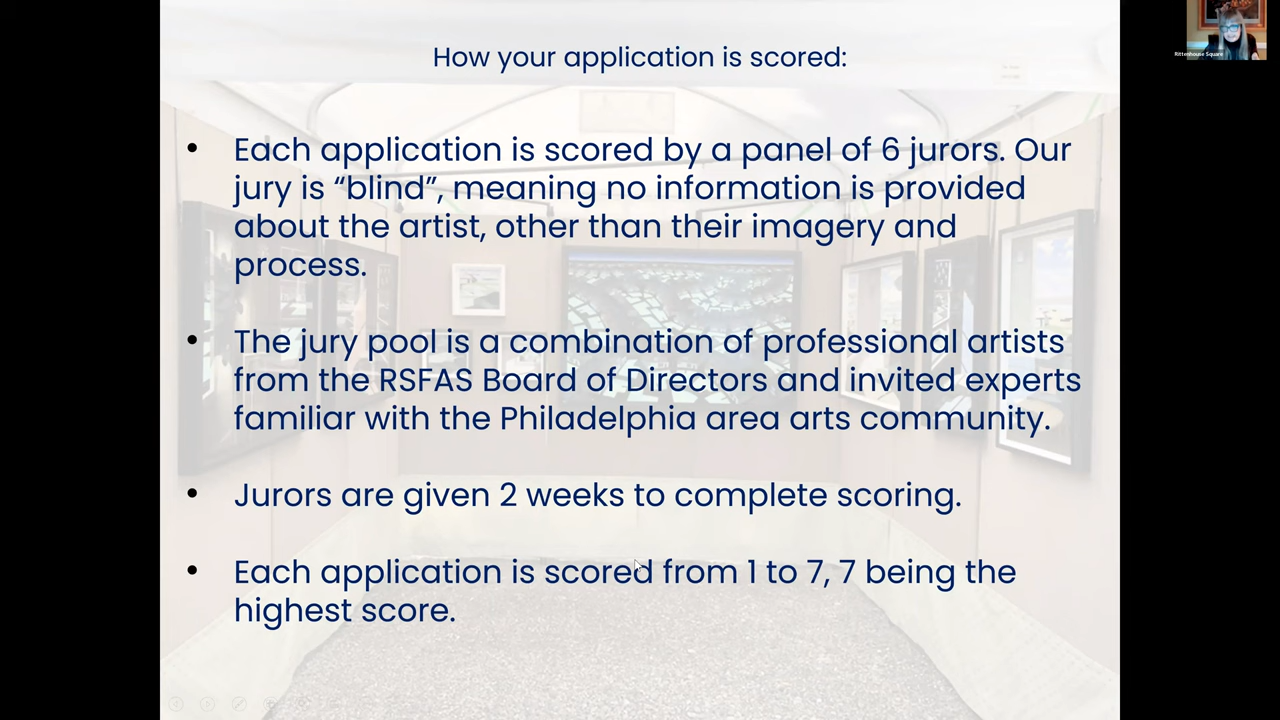 How your application is scored:
Rittenhouse Square
• Each application is scored by a panel of 6 jurors. Our
jury is “blind”, meaning no information is provided
about the artist, other than their imagery and
process.
• The jury pool is a combination of professional artists
from the RSFAS Board of Directors and invited experts
familiar with the Philadelphia area arts community.
• Jurors are given 2 weeks to complete scoring.
• Each application is scored from 1 to 7, 7 being the
highest score.